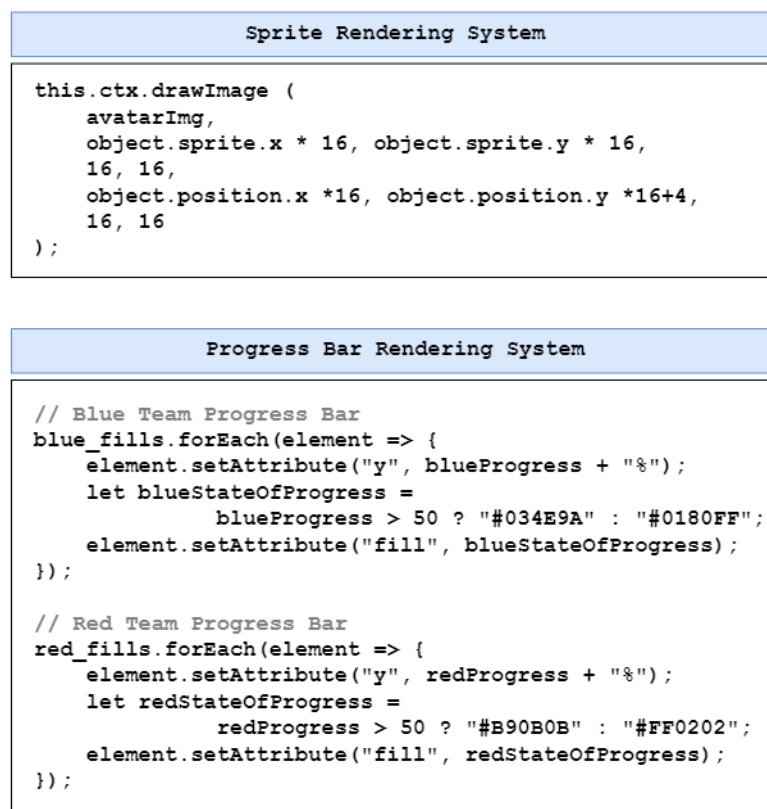 Sprite Rendering System
this.ctx.drawImage (
    avatarImg,
    object.sprite.x * 16, object.sprite.y * 16,
    16, 16,
    object.position.x *16, object.position.y *16+4,
    16, 16
);
Progress Bar Rendering System
// Blue Team Progress Bar
blue_fills.forEach(element => {
    element.setAttribute("y", blueProgress + "%");
    let blueStateOfProgress =
              blueProgress > 50 ? "#034E9A" : "#0180FF";
    element.setAttribute("fill", blueStateOfProgress);
});
// Red Team Progress Bar
red_fills.forEach(element => {
    element.setAttribute("y", redProgress + "%");
    let redStateOfProgress =
              redProgress > 50 ? "#B90B0B" : "#FF0202";
    element.setAttribute("fill", redStateOfProgress);
});